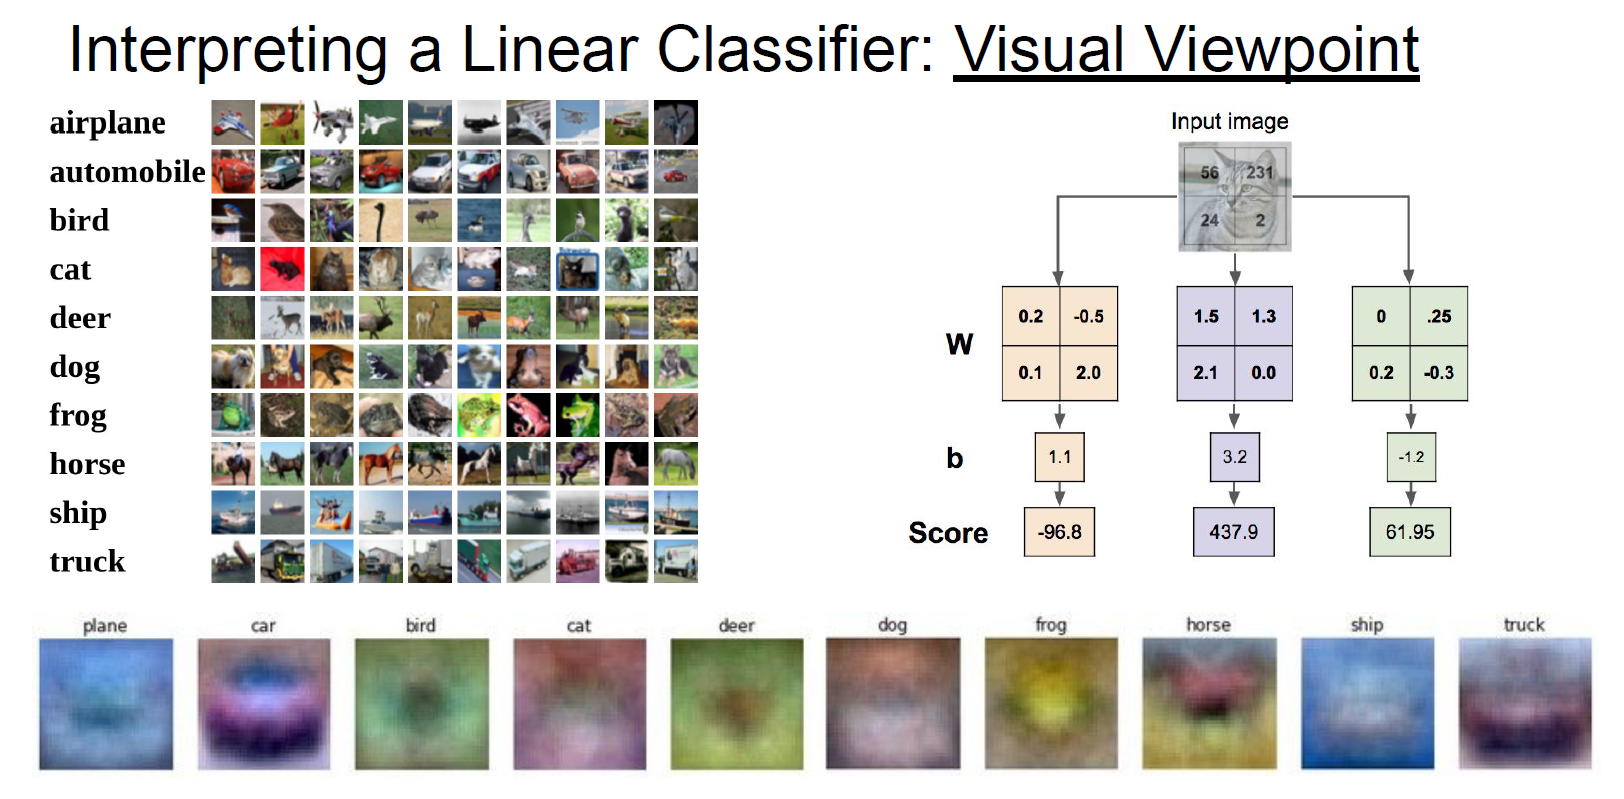 Interpreting a Linear Classifier: Visual Viewpoint
airplane
automobile
bird
cat
deer
dog
frog
horse
ship
truck
Input image
56 231
24 2
W
0.2 -0.5
0.1 2.0
1.5 1.3
2.1 0.0
0 .25
0.2 -0.3
b
1.1
3.2
-1.2
Score
-96.8
437.9
61.95
plane
car
bird
cat
deer
dog
frog
horse
ship
truck